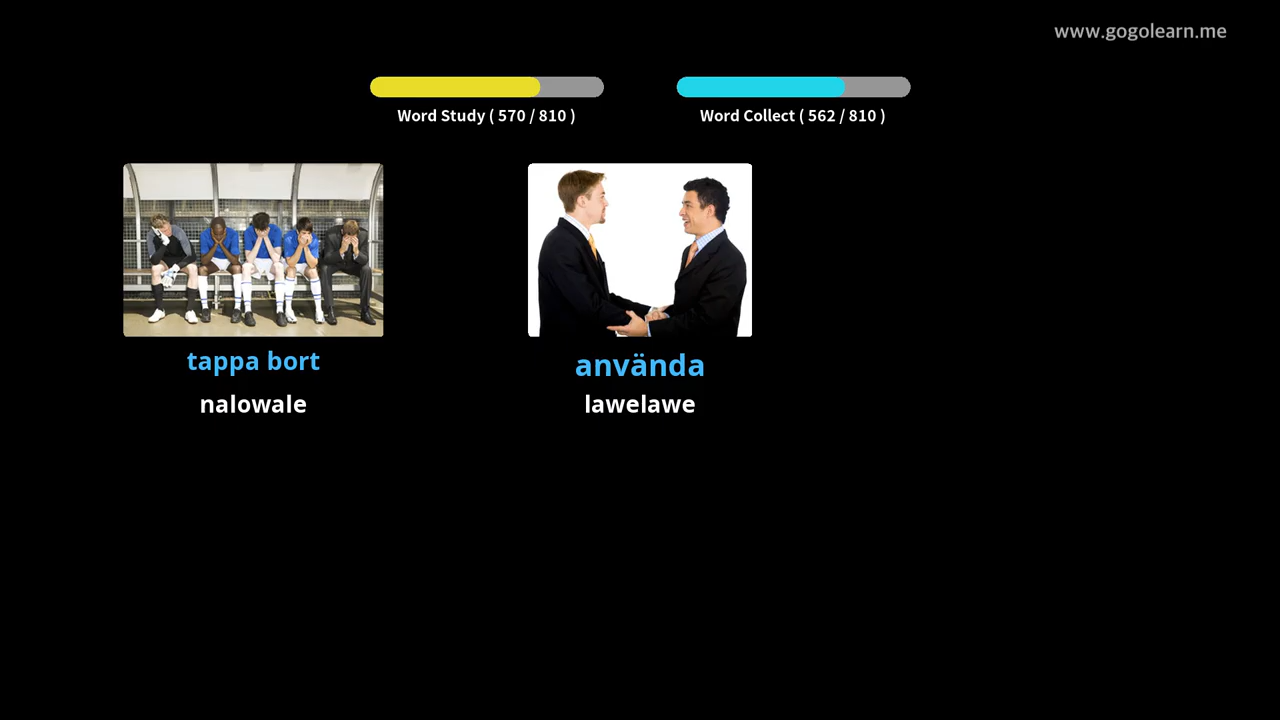 www.gogolearn.me
Word Study ( 570 / 810 )
Word Collect ( 562 / 810 )
tappa bort
nalowale
använda
lawelawe